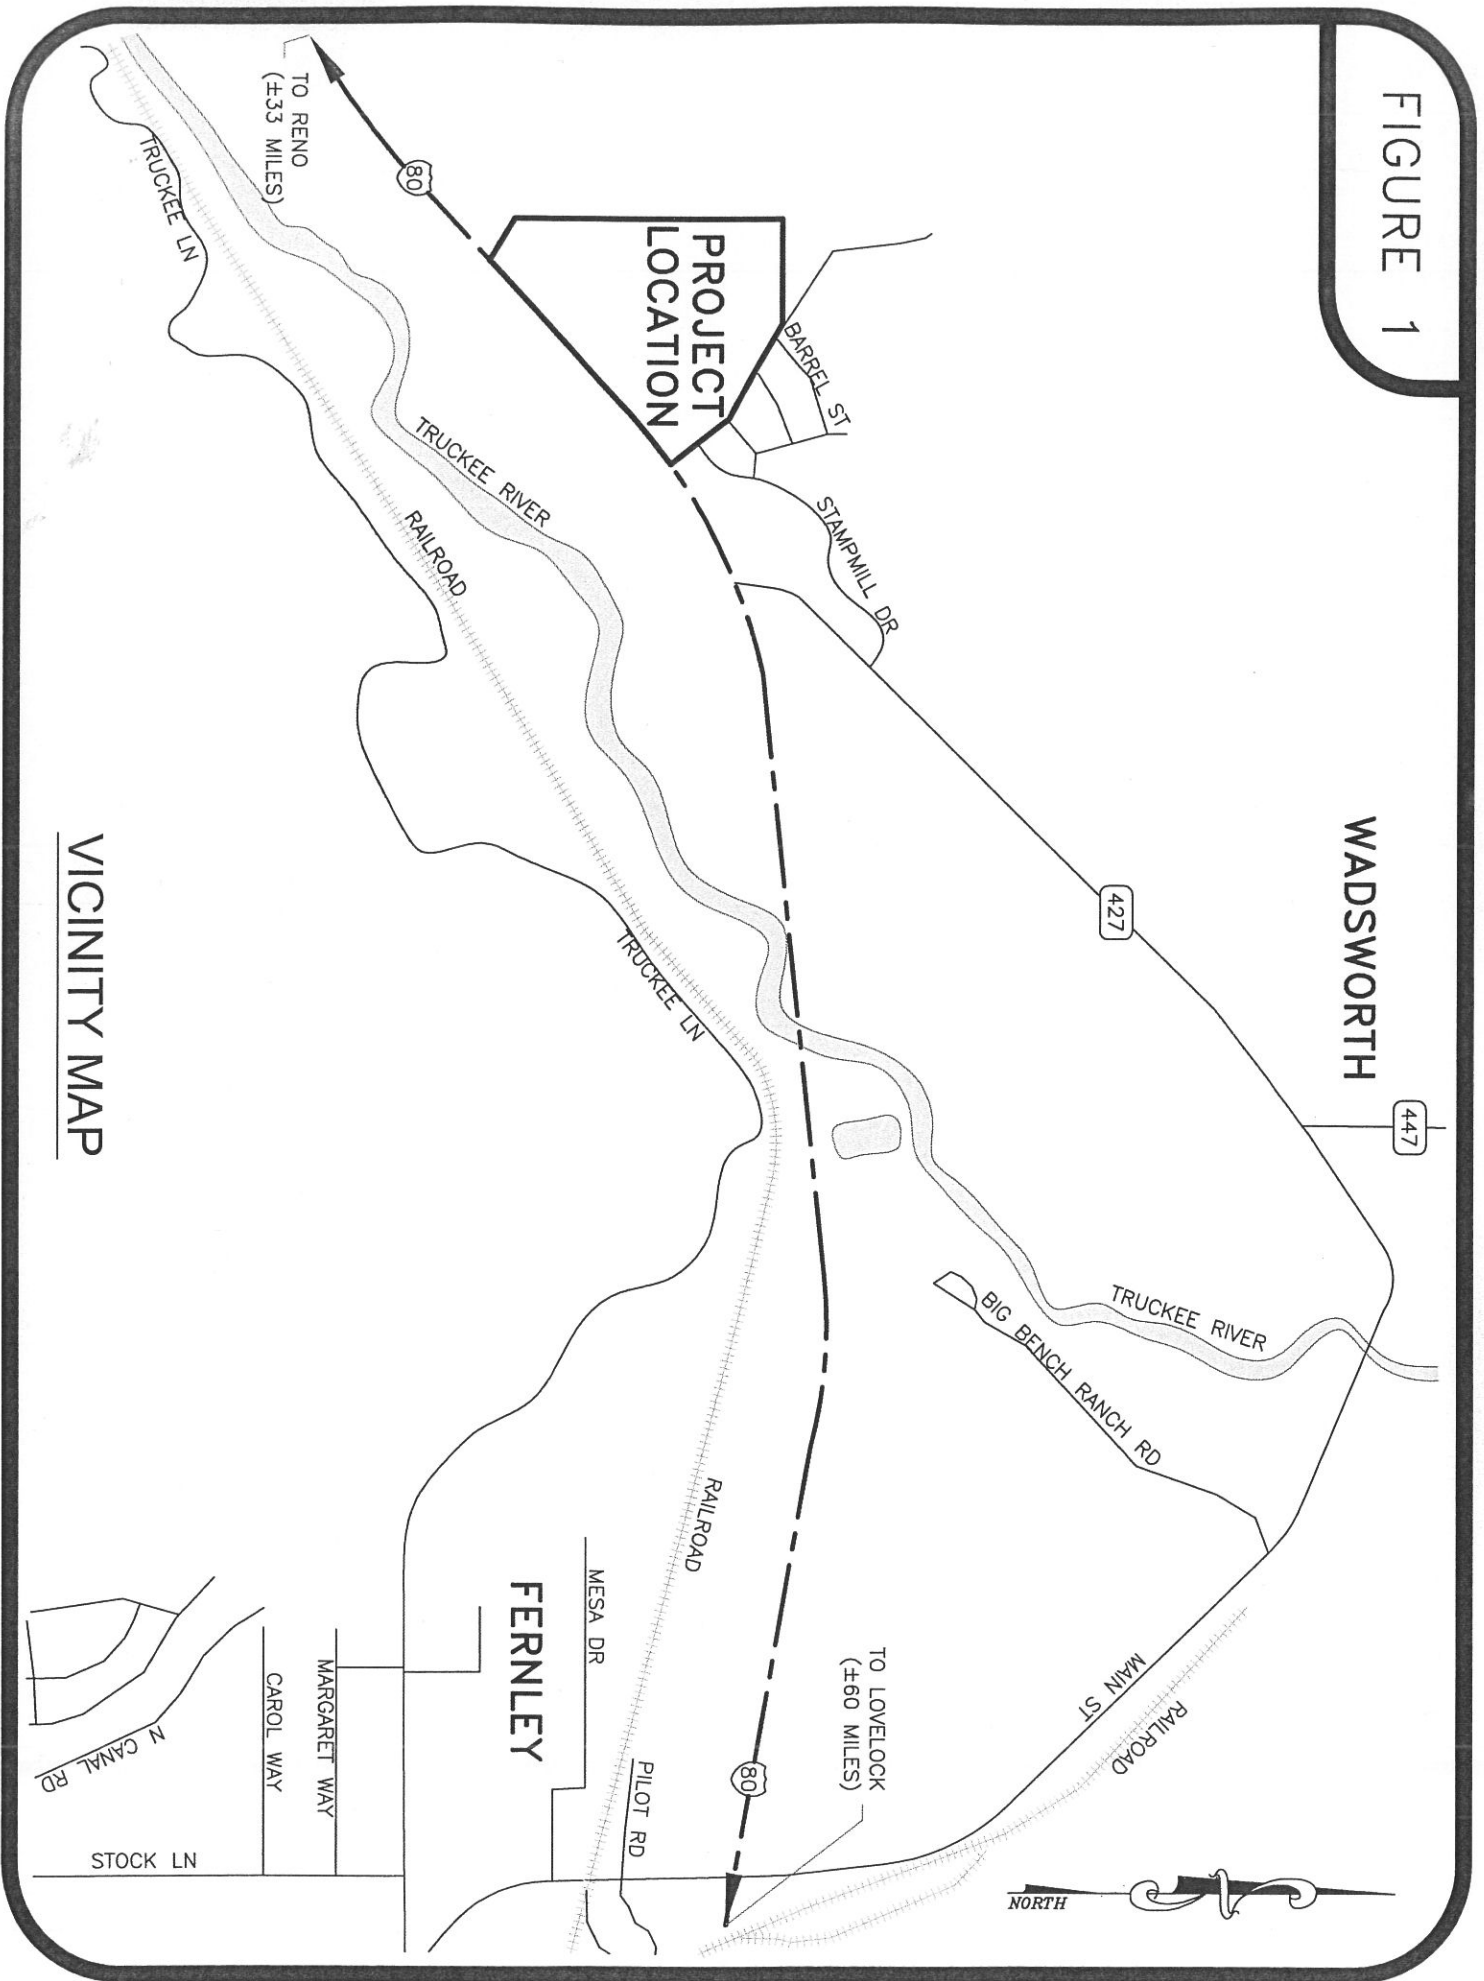 FIGURE 1
WADSWORTH
447
427
TRUCKEE RIVER
BIG BENCH RANCH RD
MAIN ST
RAILROAD
NORTH
BARREL ST
STAMPMILL DR
PROJECT
LOCATION
80
TO RENO
(±33 MILES)
TRUCKEE LN
TRUCKEE RIVER
RAILROAD
TRUCKEE LN
RAILROAD
TO LOVELOCK
(±60 MILES)
80
PILOT RD
MESA DR
FERNLEY
MARGARET WAY
CAROL WAY
N CANAL RD
STOCK LN
VICINITY MAP